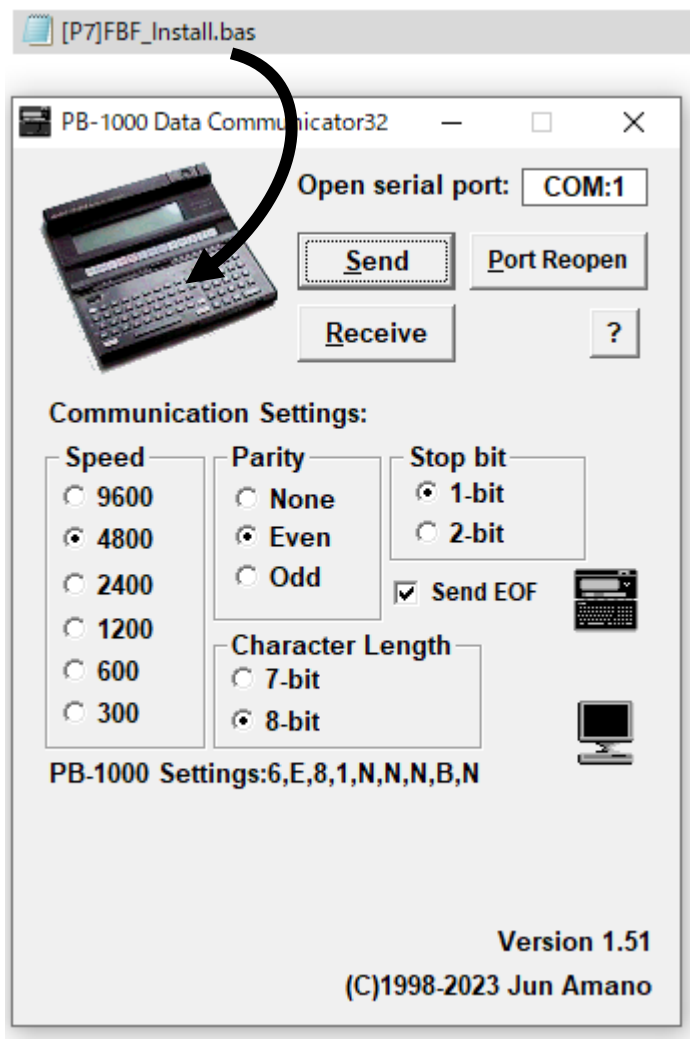 [P7]FBF_Install.bas
PB-1000 Data Communicator32
Open serial port: COM:1
Send
Port Reopen
Receive
?
Communication Settings:
Speed
9600
4800
2400
1200
600
300
Parity
None
Even
Odd
Stop bit
1-bit
2-bit
Send EOF
Character Length
7-bit
8-bit
PB-1000 Settings:6,E,8,1,N,N,N,B,N
Version 1.51
(C)1998-2023 Jun Amano